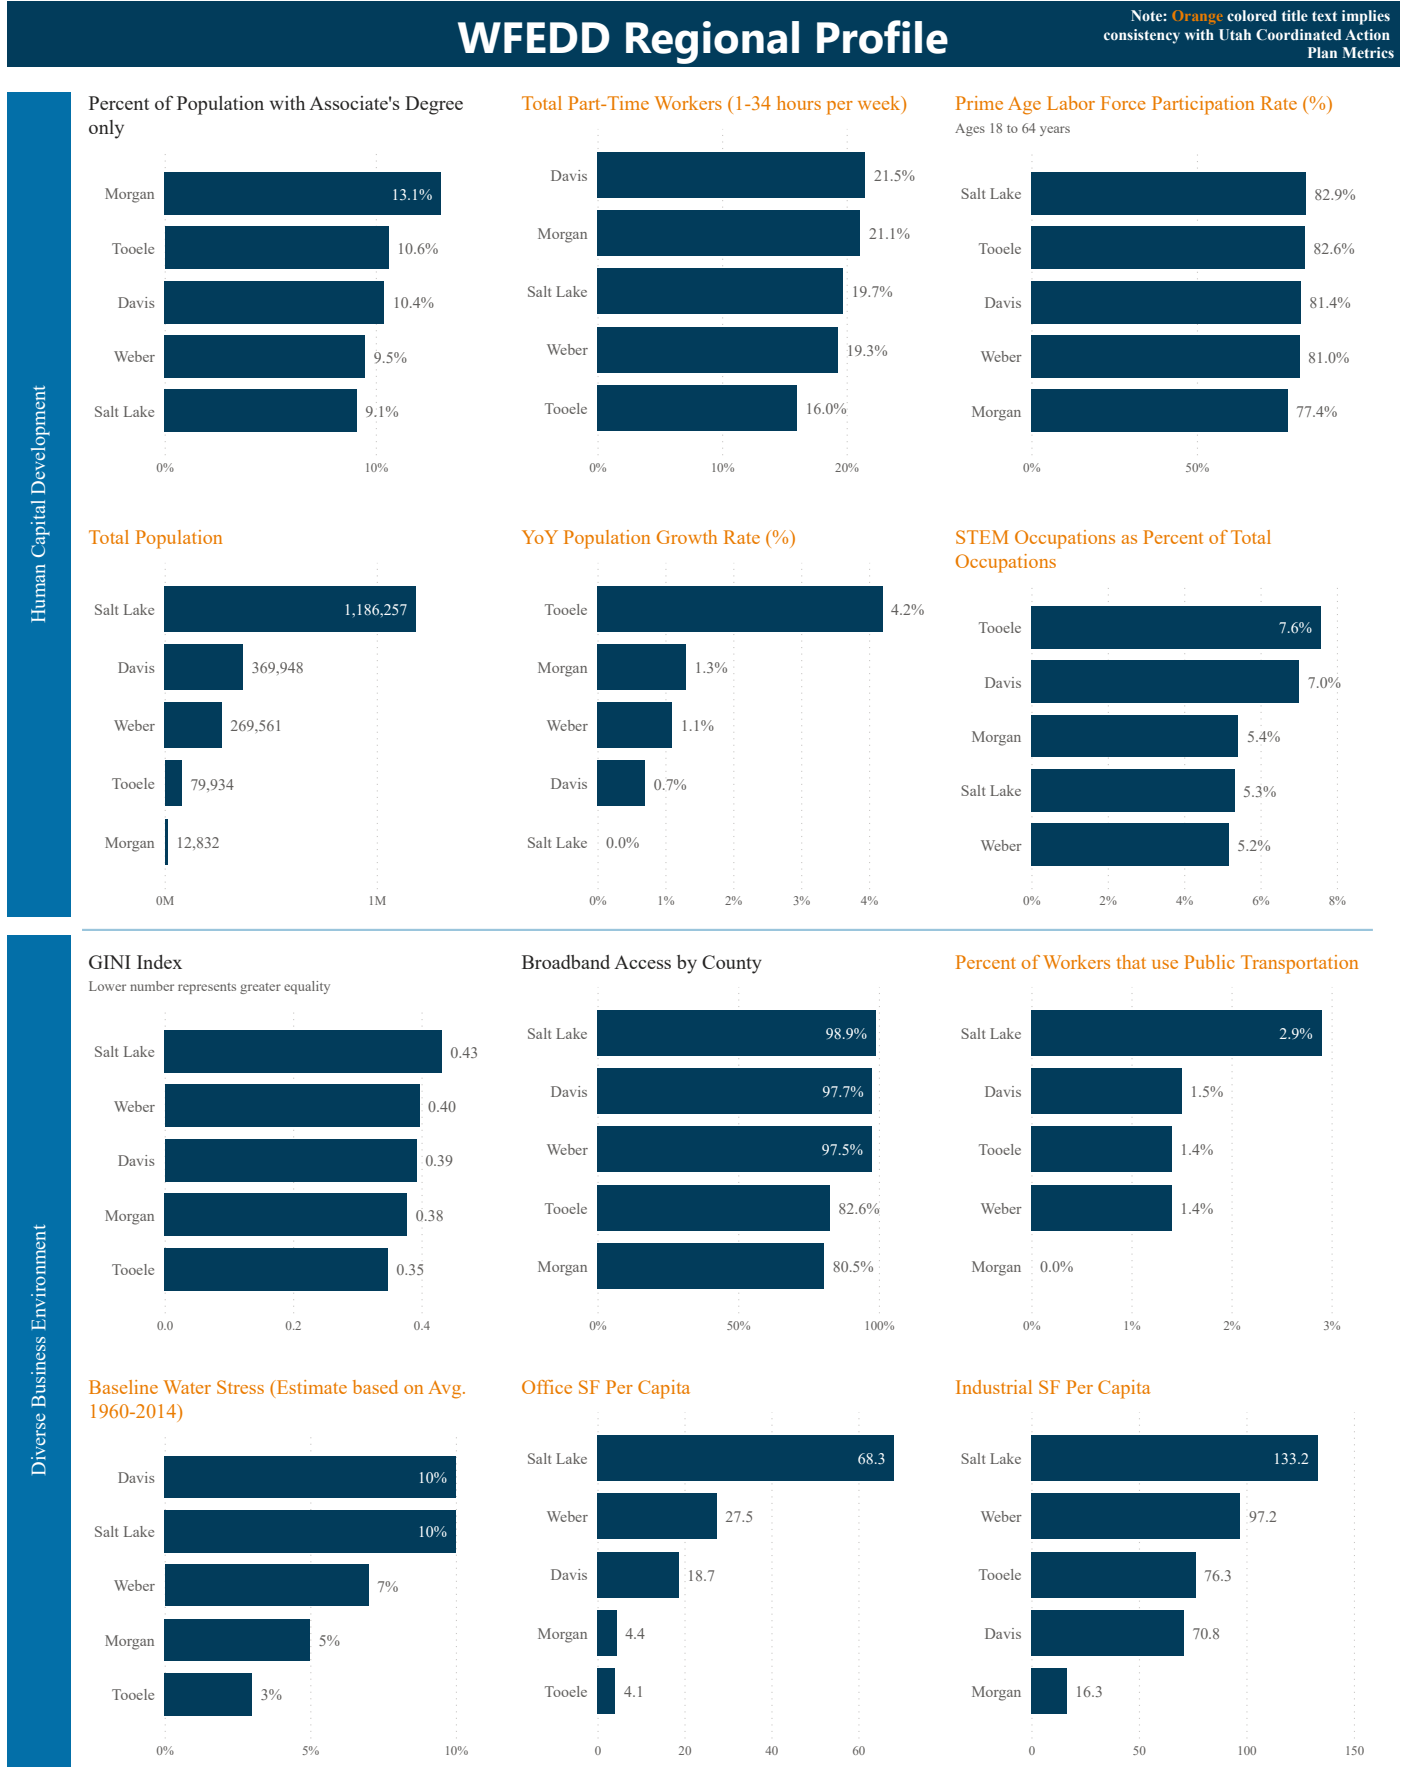 WFEDD Regional Profile
Note: Orange colored title text implies
consistency with Utah Coordinated Action
Plan Metrics
Human Capital Development
Percent of Population with Associate's Degree
only
Morgan 13.1%
Tooele 10.6%
Davis 10.4%
Weber 9.5%
Salt Lake 9.1%
0% 10%
Total Part-Time Workers (1-34 hours per week)
Davis 21.5%
Morgan 21.1%
Salt Lake 19.7%
Weber 19.3%
Tooele 16.0%
0% 10% 20%
Prime Age Labor Force Participation Rate (%)
Ages 18 to 64 years
Salt Lake 82.9%
Tooele 82.6%
Davis 81.4%
Weber 81.0%
Morgan 77.4%
0% 50%
Total Population
Salt Lake 1,186,257
Davis 369,948
Weber 269,561
Tooele 79,934
Morgan 12,832
0M 1M
YoY Population Growth Rate (%)
Tooele 4.2%
Morgan 1.3%
Weber 1.1%
Davis 0.7%
Salt Lake 0.0%
0% 1% 2% 3% 4%
STEM Occupations as Percent of Total
Occupations
Tooele 7.6%
Davis 7.0%
Morgan 5.4%
Salt Lake 5.3%
Weber 5.2%
0% 2% 4% 6% 8%
Diverse Business Environment
GINI Index
Lower number represents greater equality
Salt Lake 0.43
Weber 0.40
Davis 0.39
Morgan 0.38
Tooele 0.35
0.0 0.2 0.4
Broadband Access by County
Salt Lake 98.9%
Davis 97.7%
Weber 97.5%
Tooele 82.6%
Morgan 80.5%
0% 50% 100%
Percent of Workers that use Public Transportation
Salt Lake 2.9%
Davis 1.5%
Tooele 1.4%
Weber 1.4%
Morgan 0.0%
0% 1% 2% 3%
Baseline Water Stress (Estimate based on Avg.
1960-2014)
Davis 10%
Salt Lake 10%
Weber 7%
Morgan 5%
Tooele 3%
0% 5% 10%
Office SF Per Capita
Salt Lake 68.3
Weber 27.5
Davis 18.7
Morgan 4.4
Tooele 4.1
0 20 40 60
Industrial SF Per Capita
Salt Lake 133.2
Weber 97.2
Tooele 76.3
Davis 70.8
Morgan 16.3
0 50 100 150